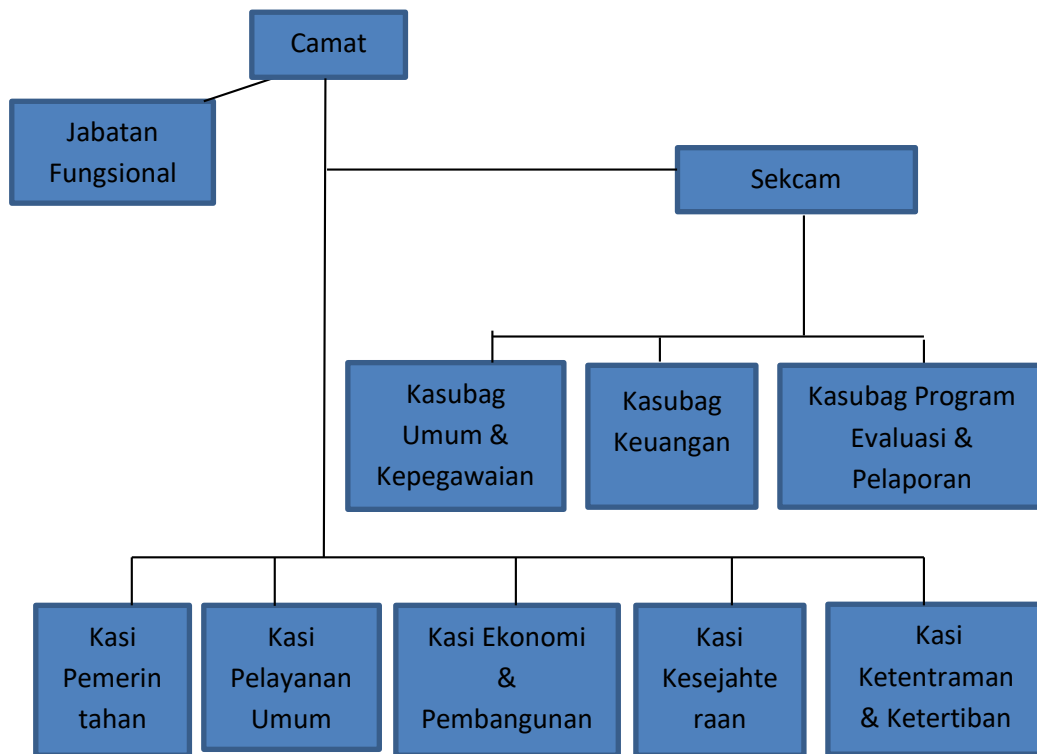 Camat
Jabatan
Fungsional
Sekcam
Kasubag
Umum &
Kepegawaian
Kasubag
Keuangan
Kasubag Program
Evaluasi &
Pelaporan
Kasi
Pemerin
tahan
Kasi
Pelayanan
Umum
Kasi Ekonomi
&
Pembangunan
Kasi
Kesejahte
raan
Kasi
Ketentraman
& Ketertiban